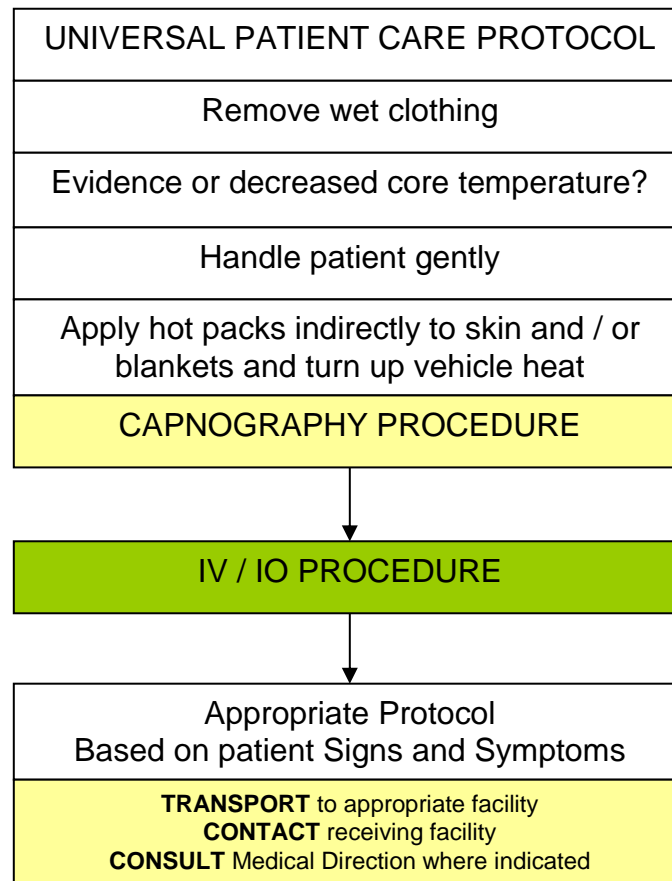 UNIVERSAL PATIENT CARE PROTOCOL
Remove wet clothing
Evidence or decreased core temperature?
Handle patient gently
Apply hot packs indirectly to skin and / or
blankets and turn up vehicle heat
CAPNOGRAPHY PROCEDURE
IV / IO PROCEDURE
Appropriate Protocol
Based on patient Signs and Symptoms
TRANSPORT to appropriate facility
CONTACT receiving facility
CONSULT Medical Direction where indicated